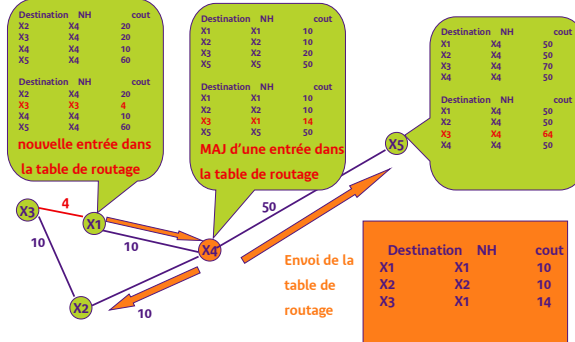 Destination NH cout
X2 X4 20
X3 X4 20
X4 X4 10
X5 X4 60
Destination NH cout
X2 X4 20
X3 X3 4
X4 X4 10
X5 X4 60
nouvelle entrée dans
la table de routage
Destination NH cout
X1 X1 10
X2 X2 10
X3 X2 20
X5 X5 50
Destination NH cout
X1 X1 10
X2 X2 10
X3 X1 14
X5 X5 50
MAJ d'une entrée dans
la table de routage
Destination NH cout
X1 X4 50
X2 X4 50
X3 X4 70
X4 X4 50
Destination NH cout
X1 X4 50
X2 X4 50
X3 X4 64
X4 X4 50
X5
50
4
X3
X1
10
10
X4
X2
10
Envoi de la
table de
routage
Destination NH cout
X1 X1 10
X2 X2 10
X3 X1 14